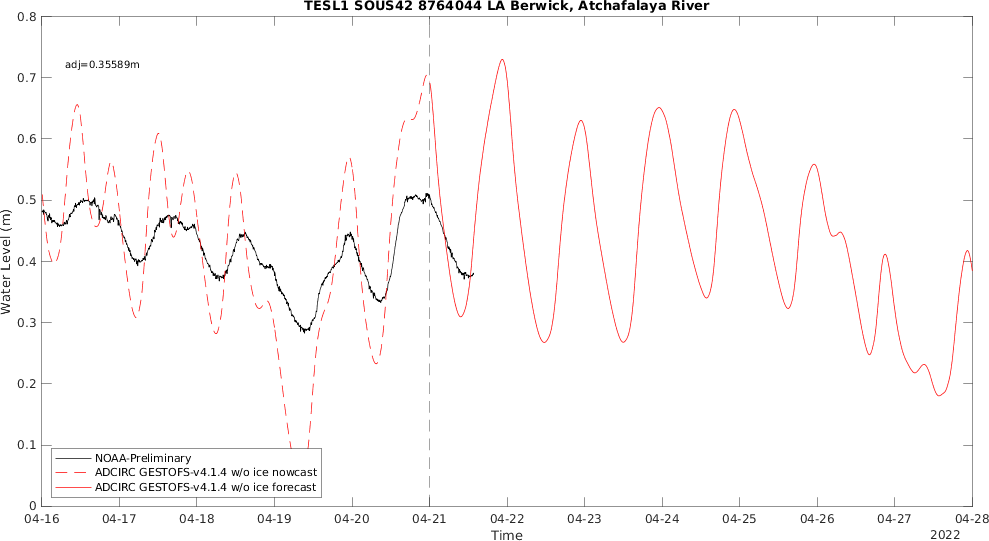 TESL1 SOUS42 8764044 LA Berwick, Atchafalaya River
0.8
0.7
0.6
0.5
0.4
0.3
0.2
0.1
0
Water Level (m)
adj=0.35589m
NOAA-Preliminary
ADCIRC GESTOFS-v4.1.4 w/o ice nowcast
ADCIRC GESTOFS-v4.1.4 w/o ice forecast
04-16 04-17 04-18 04-19 04-20 04-21 04-22 04-23 04-24 04-25 04-26 04-27 04-28
Time
2022